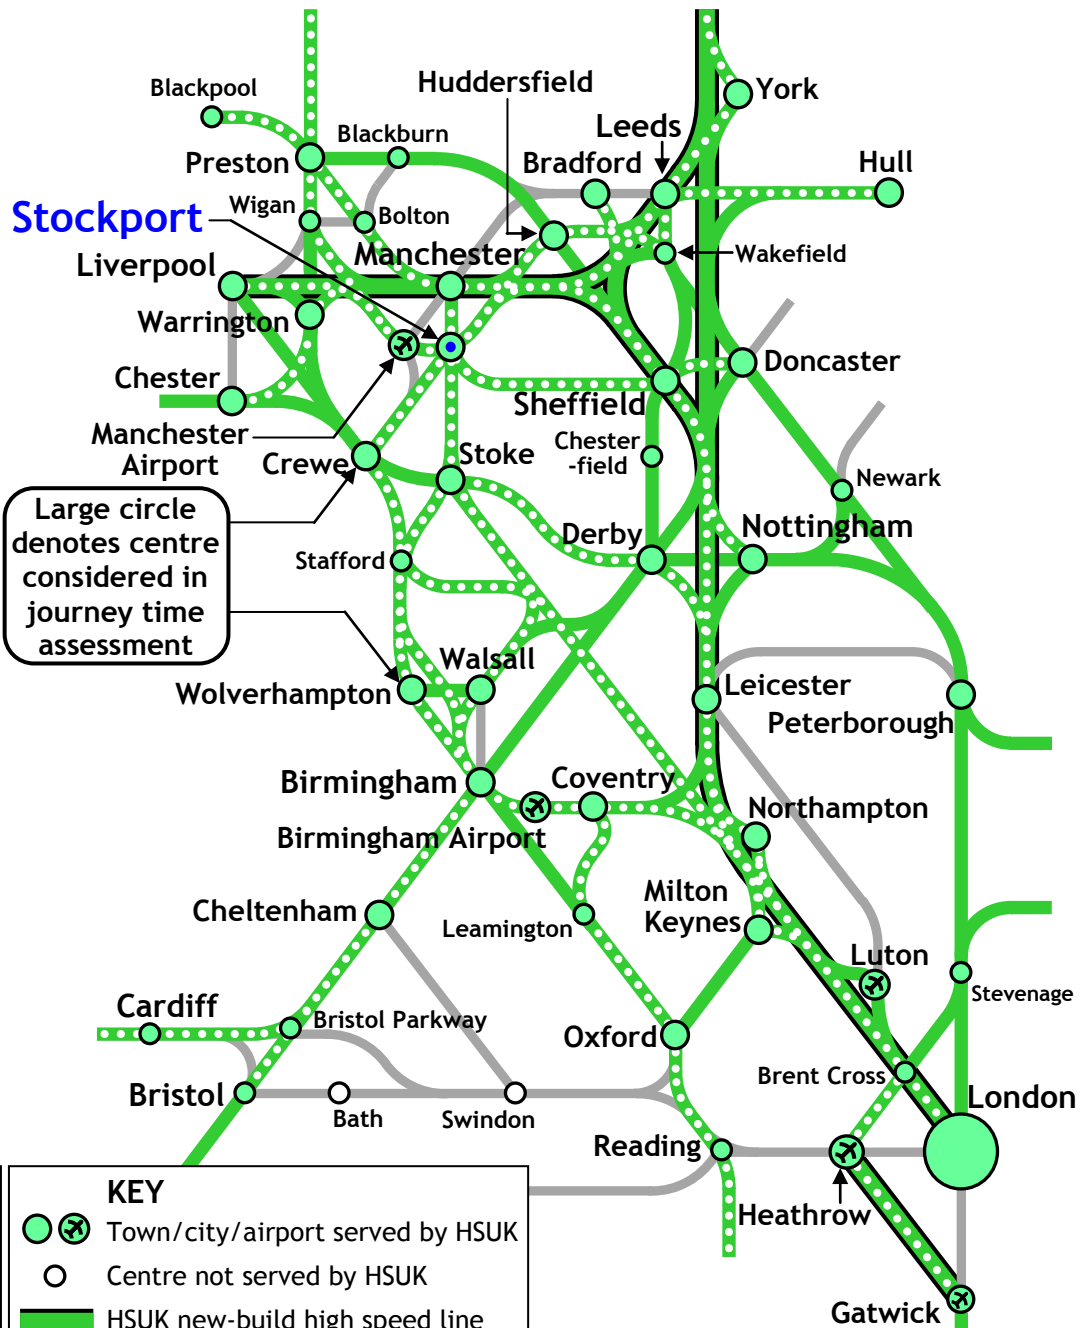 Blackpool
Huddersfield
York
Blackburn
Leeds
Preston
Bradford
Hull
Wigan
Bolton
Stockport
Manchester
Wakefield
Liverpool
Warrington
Doncaster
Chester
Sheffield
Manchester
Airport
Chester
-field
Crewe
Stoke
Newark
Large circle
denotes centre
considered in
journey time
assessment
Derby
Nottingham
Stafford
Walsall
Wolverhampton
Leicester
Peterborough
Birmingham
Coventry
Northampton
Birmingham Airport
Milton
Keynes
Cheltenham
Leamington
Luton
Stevenage
Cardiff
Bristol Parkway
Oxford
Brent Cross
Bristol
London
Bath
Swindon
Reading
KEY
Town/city/airport served by HSUK
Heathrow
Centre not served by HSUK
HSUK new-build high speed line
Gatwick